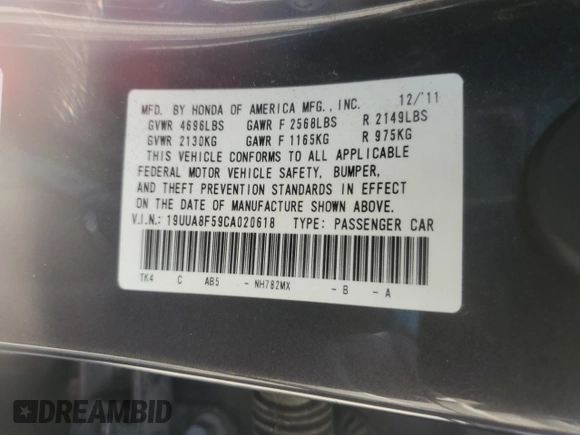 MFD. BY HONDA OF AMERICA MFG., INC. 12/'11
GVWR 4696LBS GAWR F 2568LBS R 2149LBS
GVWR 2130KG GAWR F 1165KG R 975KG
THIS VEHICLE CONFORMS TO ALL APPLICABLE
FEDERAL MOTOR VEHICLE SAFETY, BUMPER,
AND THEFT PREVENTION STANDARDS IN EFFECT
ON THE DATE OF MANUFACTURE SHOWN ABOVE.
V.I.N.: 19UUA8F59CA020618 TYPE: PASSENGER CAR
TK4 C AB5 - NH782MX - B - A
DREAMBID